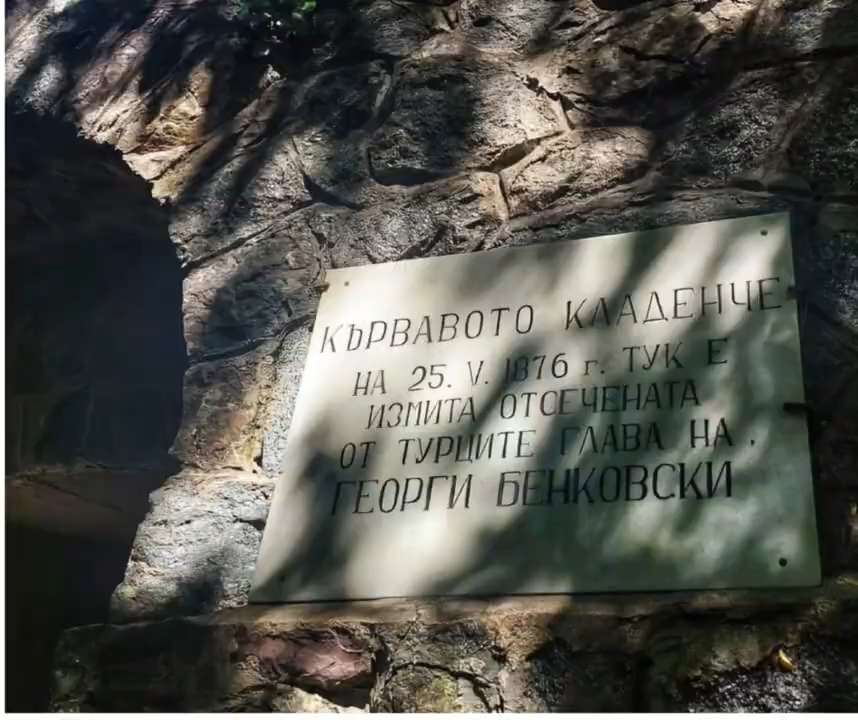 КЪРВАВОТО КЛАДЕНЧЕ
НА 25. V. 1876 г. ТУК Е
ИЗМИТА ОТСЕЧЕНАТА
ОТ ТУРЦИТЕ ГЛАВА НА
ГЕОРГИ БЕНКОВСКИ